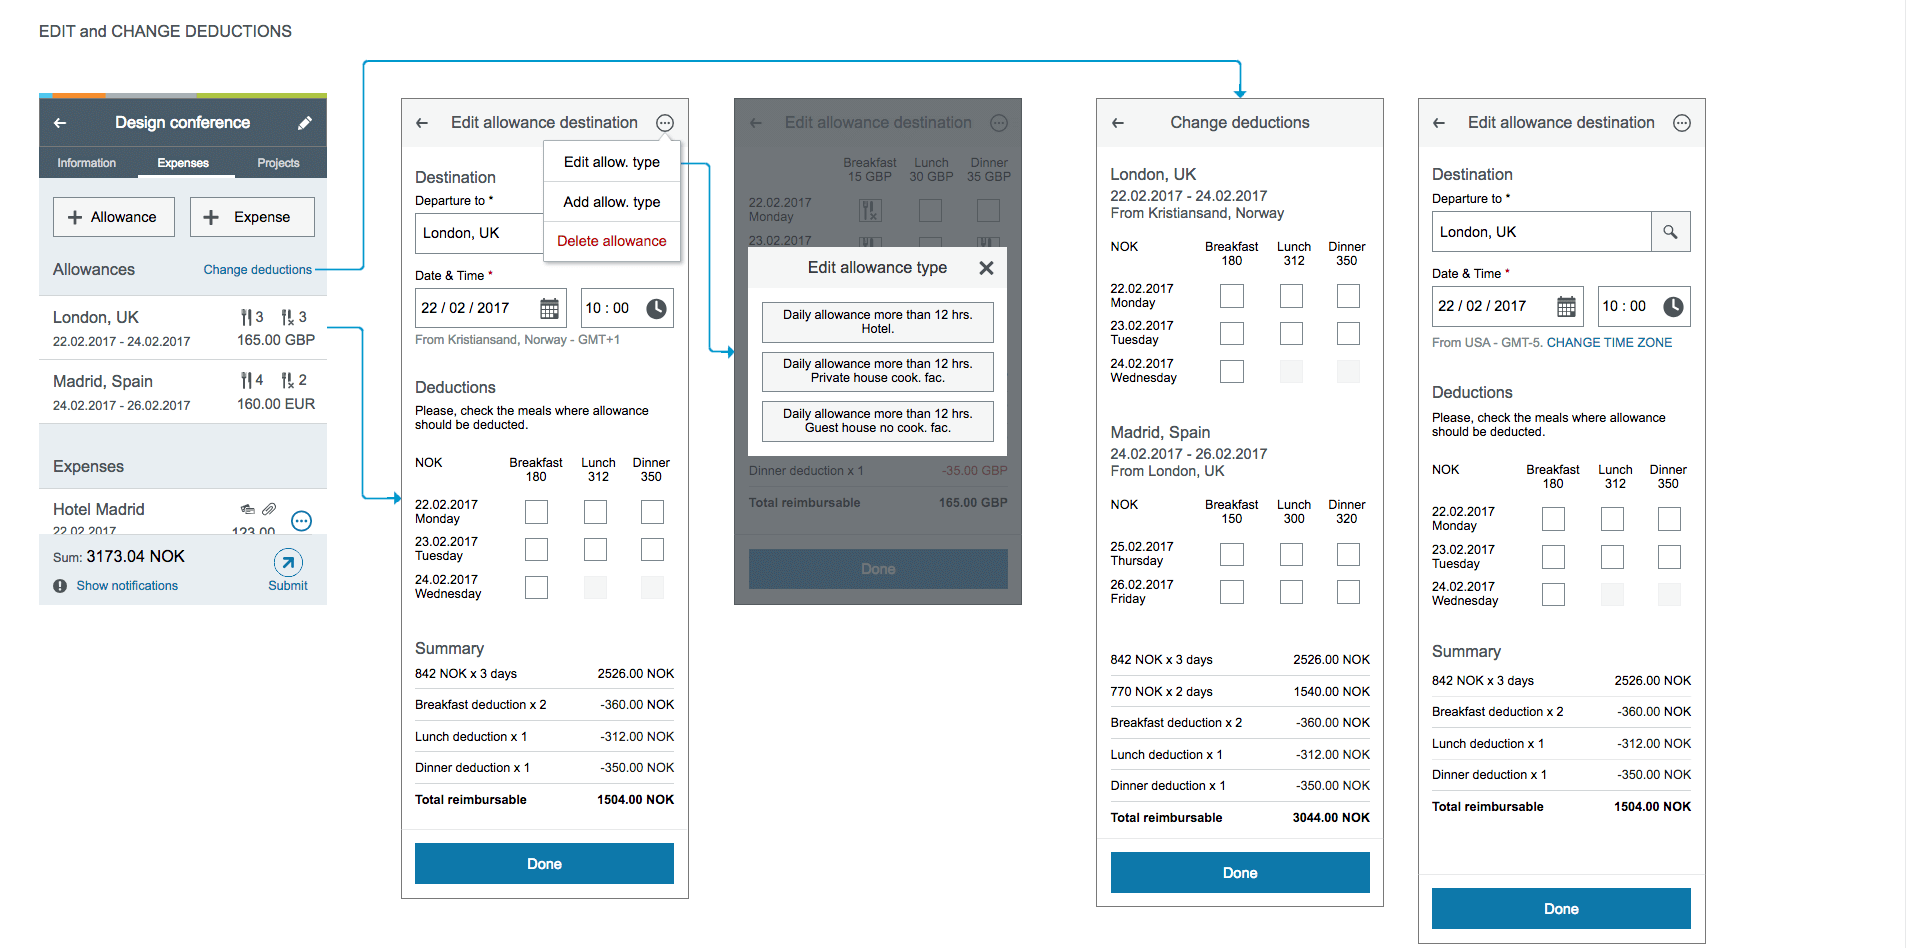 EDIT and CHANGE DEDUCTIONS
Design conference
Information Expenses Projects
+ Allowance + Expense
Allowances Change deductions
London, UK 3 3
22.02.2017 - 24.02.2017 165.00 GBP
Madrid, Spain 4 2
24.02.2017 - 26.02.2017 160.00 EUR
Expenses
Hotel Madrid
22.02.2017 123.00
Sum: 3173.04 NOK
Show notifications Submit
Edit allowance destination
Edit allow. type
Add allow. type
Delete allowance
Destination
Departure to *
London, UK
Date & Time *
22 / 02 / 2017 10 : 00
From Kristiansand, Norway - GMT+1
Deductions
Please, check the meals where allowance
should be deducted.
NOK Breakfast Lunch Dinner
180 312 350
22.02.2017
Monday
23.02.2017
Tuesday
24.02.2017
Wednesday
Summary
842 NOK x 3 days 2526.00 NOK
Breakfast deduction x 2 -360.00 NOK
Lunch deduction x 1 -312.00 NOK
Dinner deduction x 1 -350.00 NOK
Total reimbursable 1504.00 NOK
Done
Edit allowance destination
Breakfast Lunch Dinner
15 GBP 30 GBP 35 GBP
22.02.2017
Monday
23.02.2017
Edit allowance type
Daily allowance more than 12 hrs.
Hotel.
Daily allowance more than 12 hrs.
Private house cook. fac.
Daily allowance more than 12 hrs.
Guest house no cook. fac.
Dinner deduction x 1 -35.00 GBP
Total reimbursable 165.00 GBP
Done
Change deductions
London, UK
22.02.2017 - 24.02.2017
From Kristiansand, Norway
NOK Breakfast Lunch Dinner
180 312 350
22.02.2017
Monday
23.02.2017
Tuesday
24.02.2017
Wednesday
Madrid, Spain
24.02.2017 - 26.02.2017
From London, UK
NOK Breakfast Lunch Dinner
150 300 320
25.02.2017
Thursday
26.02.2017
Friday
842 NOK x 3 days 2526.00 NOK
770 NOK x 2 days 1540.00 NOK
Breakfast deduction x 2 -360.00 NOK
Lunch deduction x 1 -312.00 NOK
Dinner deduction x 1 -350.00 NOK
Total reimbursable 3044.00 NOK
Done
Edit allowance destination
Destination
Departure to *
London, UK
Date & Time *
22 / 02 / 2017 10 : 00
From USA - GMT-5. CHANGE TIME ZONE
Deductions
Please, check the meals where allowance
should be deducted.
NOK Breakfast Lunch Dinner
180 312 350
22.02.2017
Monday
23.02.2017
Tuesday
24.02.2017
Wednesday
Summary
842 NOK x 3 days 2526.00 NOK
Breakfast deduction x 2 -360.00 NOK
Lunch deduction x 1 -312.00 NOK
Dinner deduction x 1 -350.00 NOK
Total reimbursable 1504.00 NOK
Done